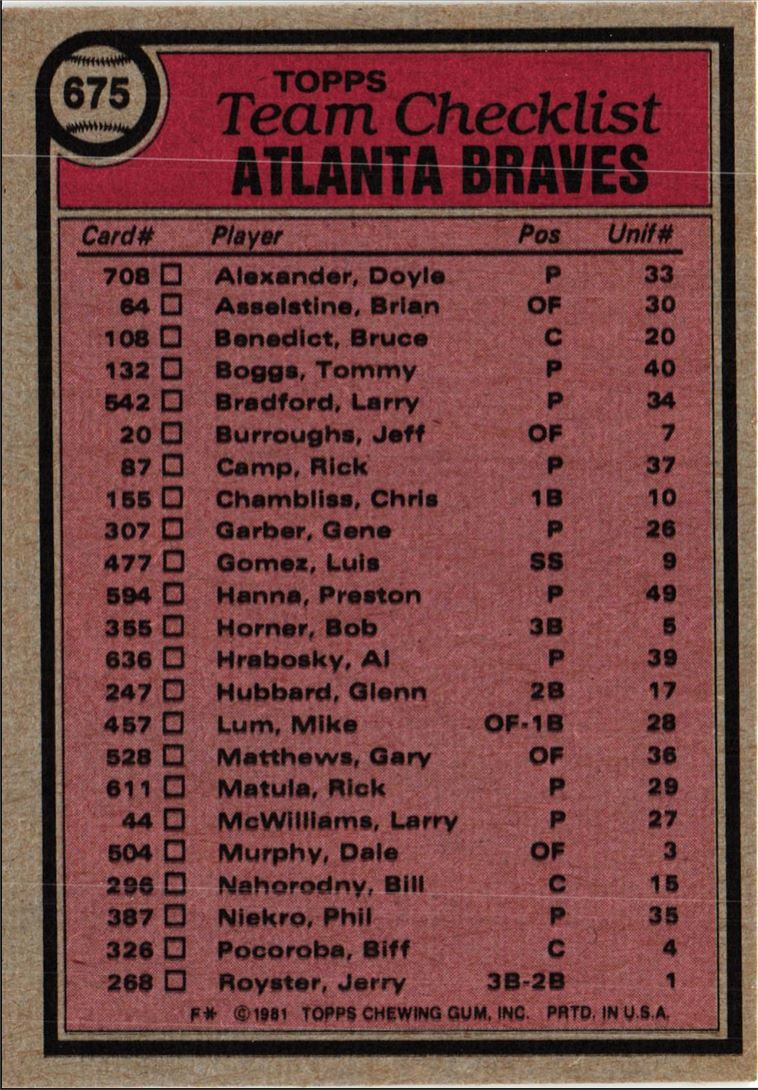 675
TOPPS
Team Checklist
ATLANTA BRAVES
Card# Player Pos Unif#
708 Alexander, Doyle P 33
64 Asselstine, Brian OF 30
108 Benedict, Bruce C 20
132 Boggs, Tommy P 40
542 Bradford, Larry P 34
20 Burroughs, Jeff OF 7
87 Camp, Rick P 37
155 Chambliss, Chris 1B 10
307 Garber, Gene P 26
477 Gomez, Luis SS 9
594 Hanna, Preston P 49
355 Horner, Bob 3B 5
636 Hrabosky, Al P 39
247 Hubbard, Glenn 2B 17
457 Lum, Mike OF-1B 28
528 Matthews, Gary OF 36
611 Matula, Rick P 29
44 McWilliams, Larry P 27
504 Murphy, Dale OF 3
296 Nahorodny, Bill C 15
387 Niekro, Phil P 35
326 Pocoroba, Biff C 4
268 Royster, Jerry 3B-2B 1
F* © 1981 TOPPS CHEWING GUM, INC. PRTD. IN U.S.A.